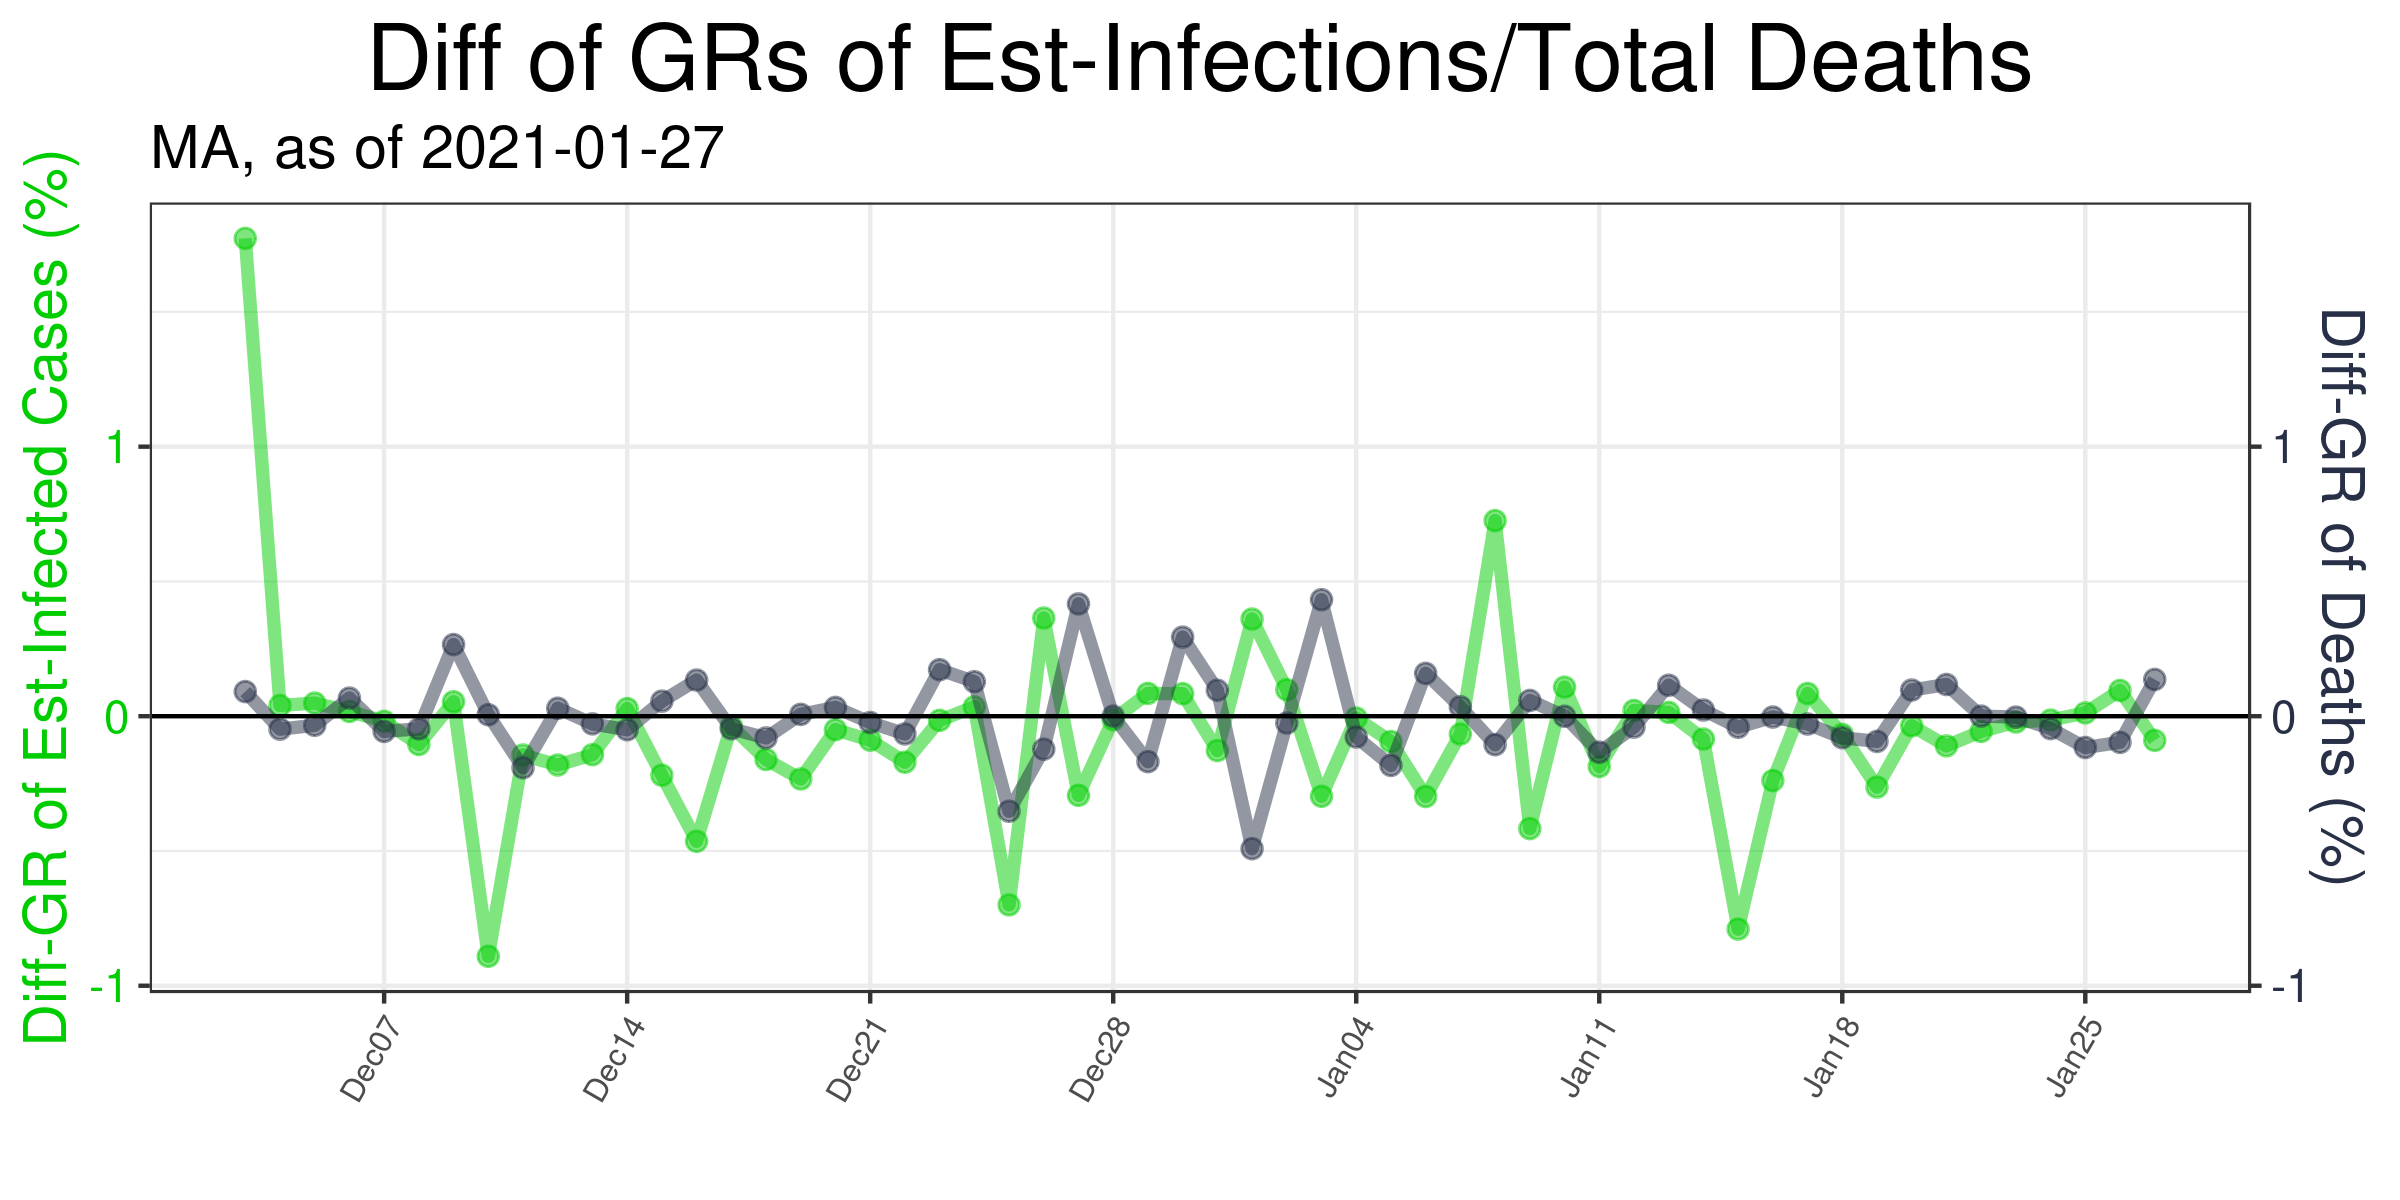 Diff of GRs of Est-Infections/Total Deaths
MA, as of 2021-01-27
Diff-GR of Est-Infected Cases (%)
1
0
-1
1
0
-1
Diff-GR of Deaths (%)
Dec07
Dec14
Dec21
Dec28
Jan04
Jan11
Jan18
Jan25